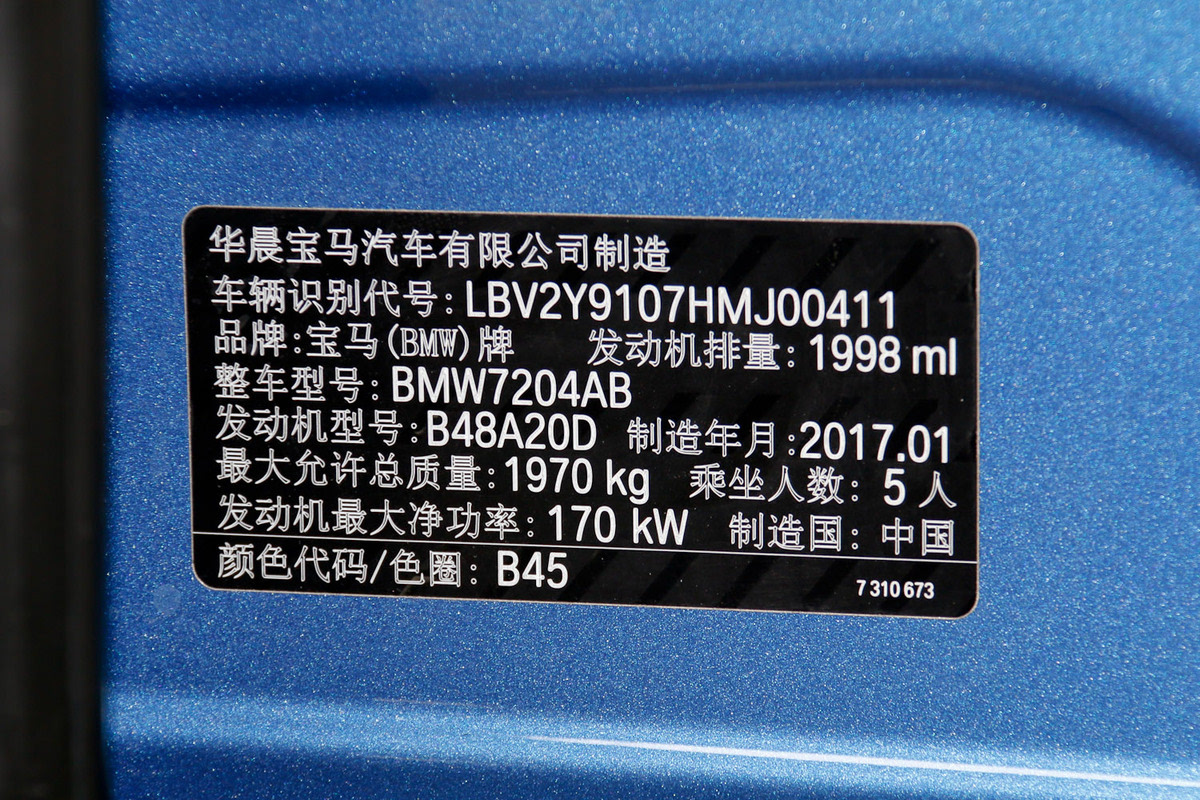 华晨宝马汽车有限公司制造
车辆识别代号: LBV2Y9107HMJ00411
品牌:宝马(BMW)牌 发动机排量: 1998 ml
整车型号: BMW7204AB
发动机型号: B48A20D 制造年月:2017.01
最大允许总质量: 1970 kg 乘坐人数: 5 人
发动机最大净功率: 170 kW 制造国: 中国
颜色代码/色圈: B45
7 310 673